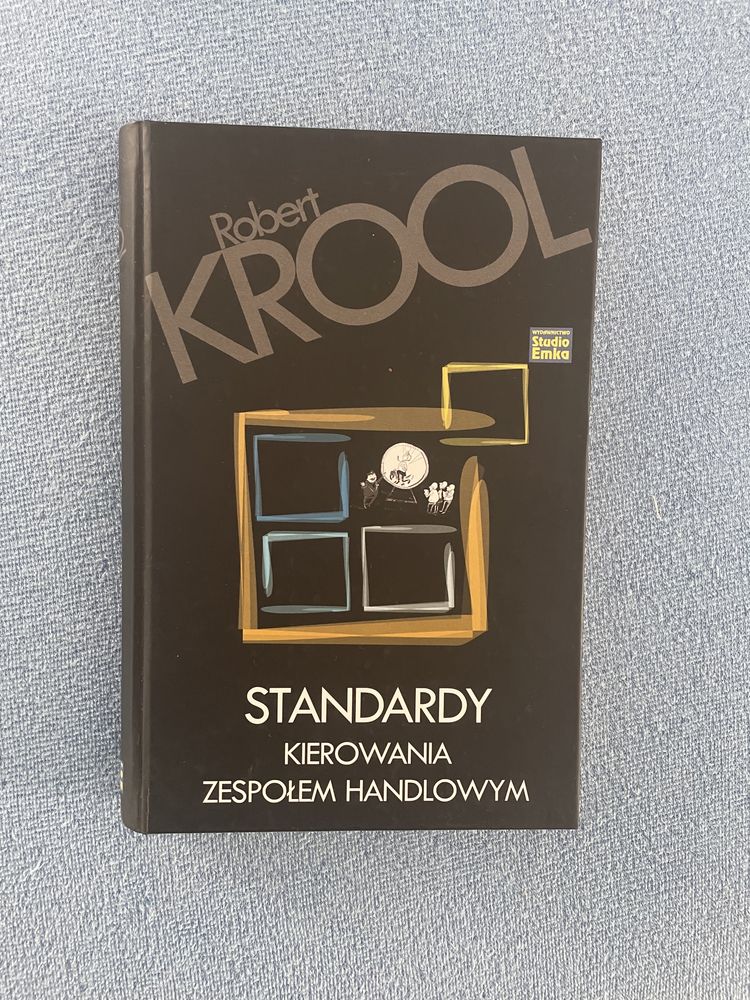 Robert
KROOL
WYDAWNICTWO
Studio
Emka
STANDARDY
KIEROWANIA
ZESPOŁEM HANDLOWYM